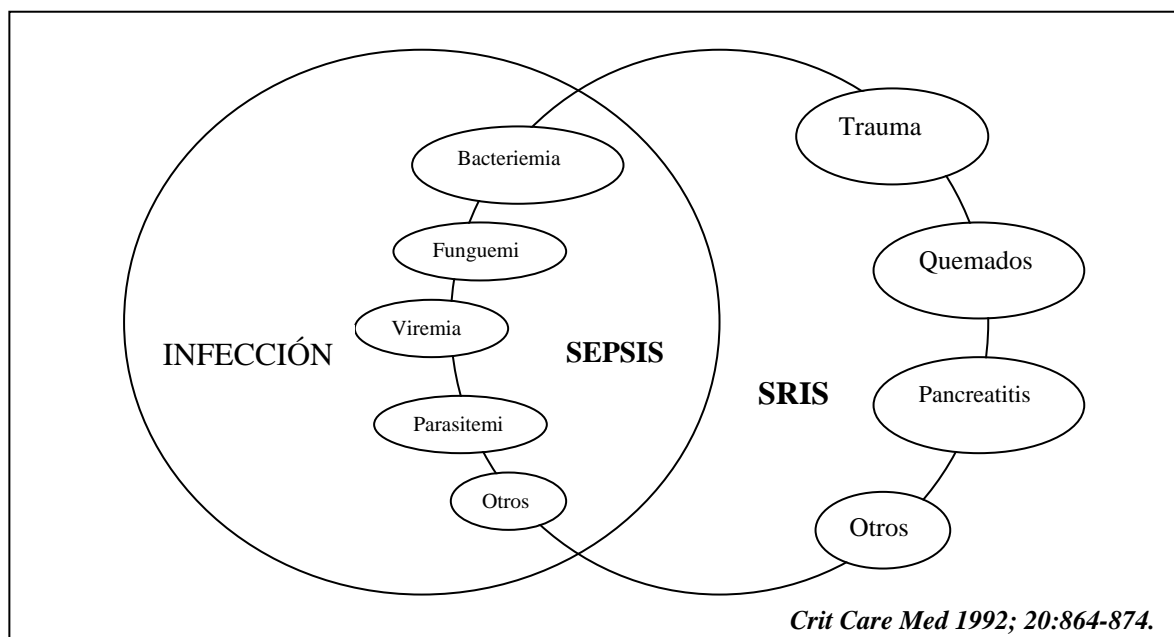 Trauma
Bacteriemia
Quemados
Funguemi
Viremia
INFECCIÓN
SEPSIS
SRIS
Pancreatitis
Parasitemi
Otros
Otros
Crit Care Med 1992; 20:864-874.